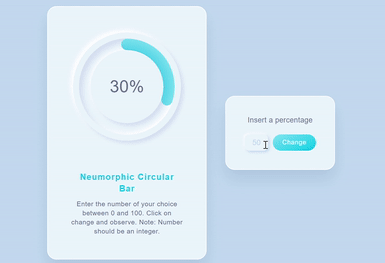 30%
Neumorphic Circular
Bar
Enter the number of your choice
between 0 and 100. Click on
change and observe. Note: Number
should be an integer.
Insert a percentage
50
Change